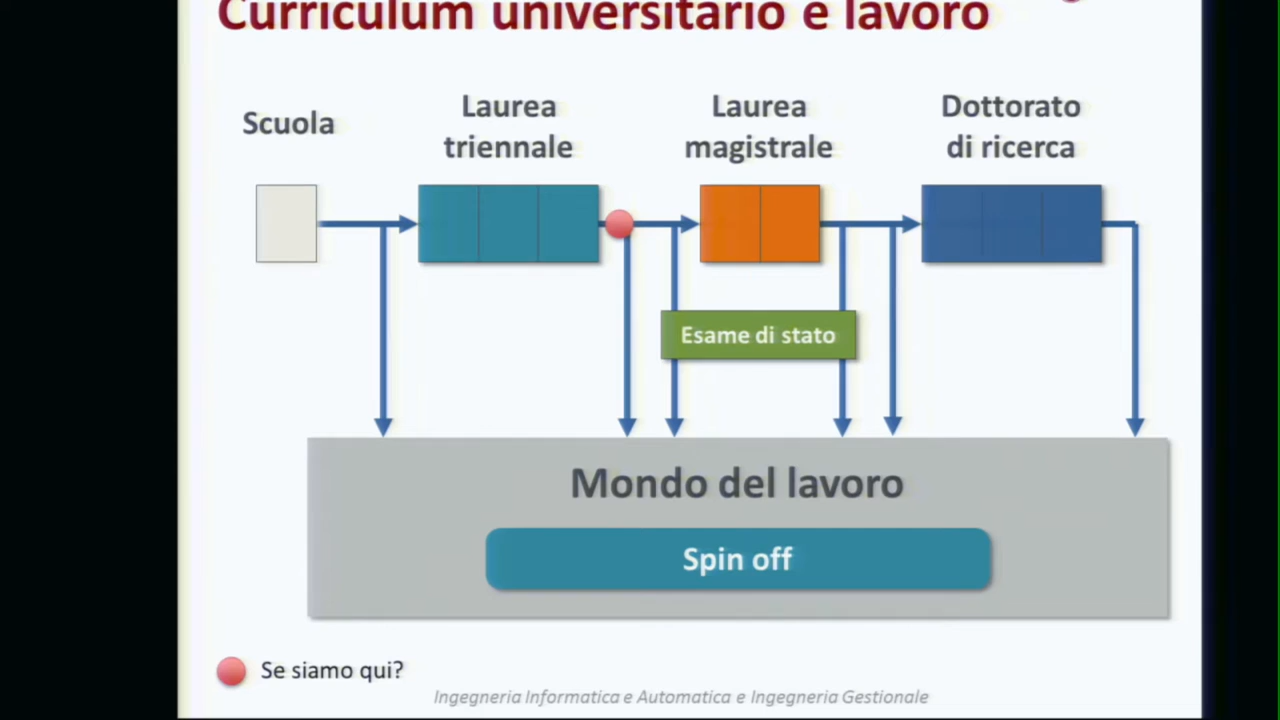 Curriculum universitario e lavoro
Scuola
Laurea
triennale
Laurea
magistrale
Dottorato
di ricerca
Esame di stato
Mondo del lavoro
Spin off
Se siamo qui?
Ingegneria Informatica e Automatica e Ingegneria Gestionale